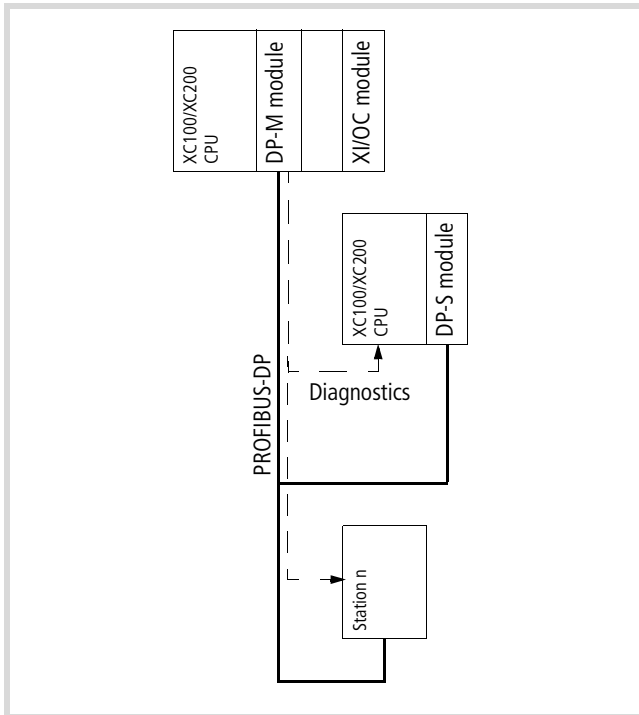 XC100/XC200
CPU
DP-M module
XI/OC module
XC100/XC200
CPU
DP-S module
PROFIBUS-DP
Diagnostics
Station n